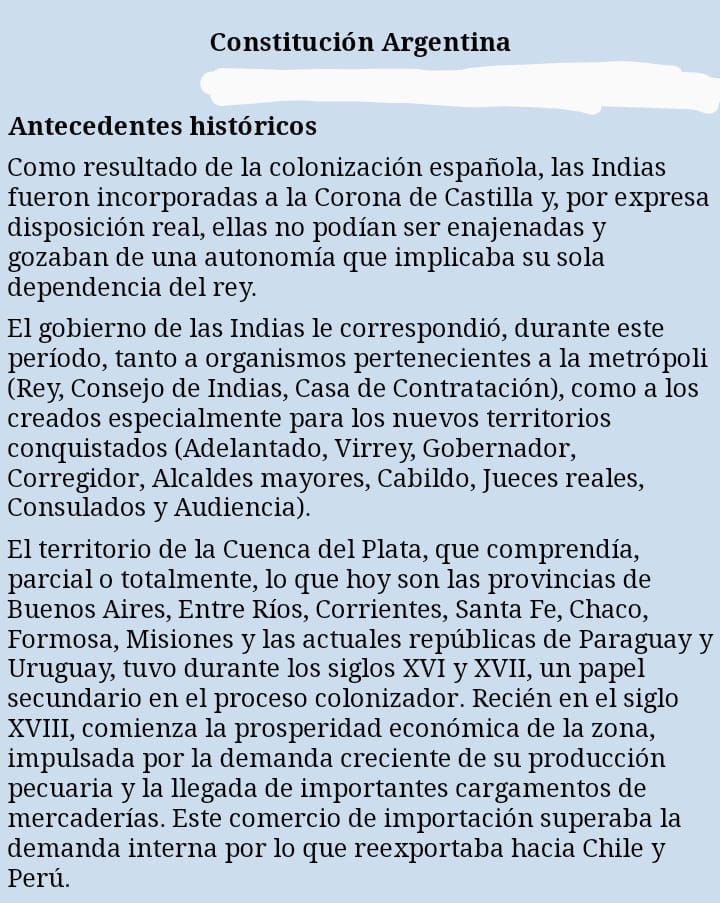 Constitución Argentina
Antecedentes históricos
Como resultado de la colonización española, las Indias
fueron incorporadas a la Corona de Castilla y, por expresa
disposición real, ellas no podían ser enajenadas y
gozaban de una autonomía que implicaba su sola
dependencia del rey.
El gobierno de las Indias le correspondió, durante este
período, tanto a organismos pertenecientes a la metrópoli
(Rey, Consejo de Indias, Casa de Contratación), como a los
creados especialmente para los nuevos territorios
conquistados (Adelantado, Virrey, Gobernador,
Corregidor, Alcaldes mayores, Cabildo, Jueces reales,
Consulados y Audiencia).
El territorio de la Cuenca del Plata, que comprendía,
parcial o totalmente, lo que hoy son las provincias de
Buenos Aires, Entre Ríos, Corrientes, Santa Fe, Chaco,
Formosa, Misiones y las actuales repúblicas de Paraguay y
Uruguay, tuvo durante los siglos XVI y XVII, un papel
secundario en el proceso colonizador. Recién en el siglo
XVIII, comienza la prosperidad económica de la zona,
impulsada por la demanda creciente de su producción
pecuaria y la llegada de importantes cargamentos de
mercaderías. Este comercio de importación superaba la
demanda interna por lo que reexportaba hacia Chile y
Perú.